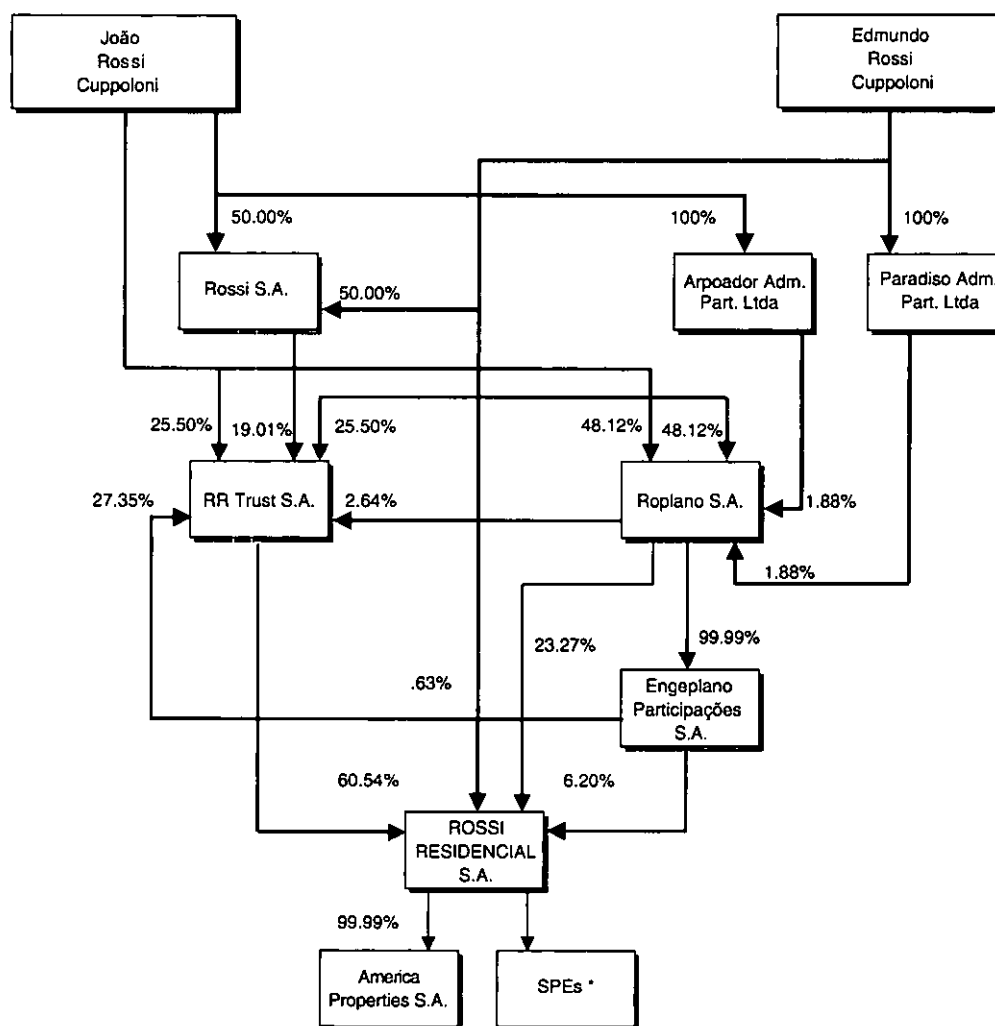 João
Rossi
Cuppoloni
Edmundo
Rossi
Cuppoloni
50.00%
100%
100%
Rossi S.A.
50.00%
Arpoador Adm.
Part. Ltda
Paradiso Adm.
Part. Ltda
25.50%
19.01%
25.50%
48.12%
48.12%
27.35%
RR Trust S.A.
2.64%
Roplano S.A.
1.88%
1.88%
23.27%
99.99%
.63%
Engeplano
Participações
S.A.
60.54%
6.20%
ROSSI
RESIDENCIAL
S.A.
99.99%
America
Properties S.A.
SPEs *